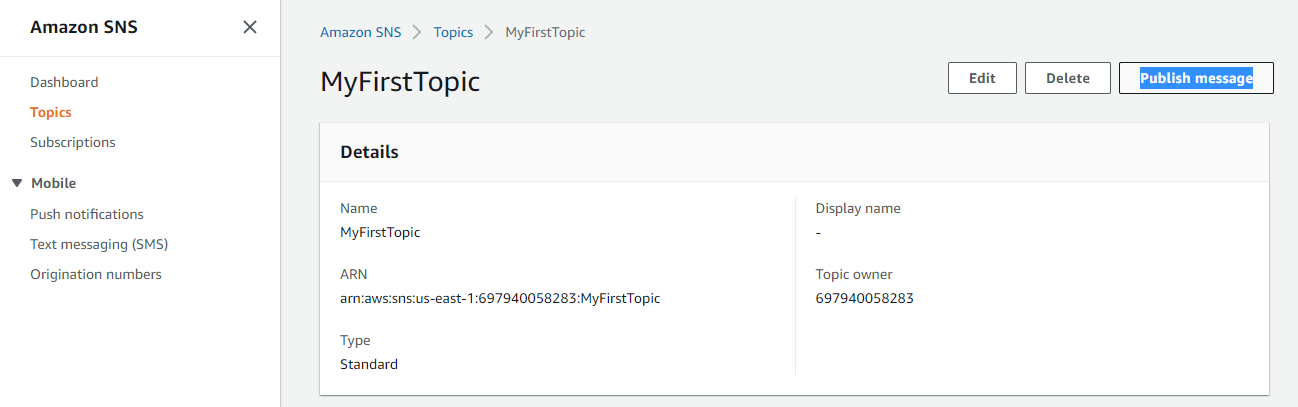 Amazon SNS
Dashboard
Topics
Subscriptions
Mobile
Push notifications
Text messaging (SMS)
Origination numbers
Amazon SNS Topics MyFirstTopic
MyFirstTopic
Edit Delete Publish message
Details
Name
MyFirstTopic
ARN
arn:aws:sns:us-east-1:697940058283:MyFirstTopic
Type
Standard
Display name
-
Topic owner
697940058283